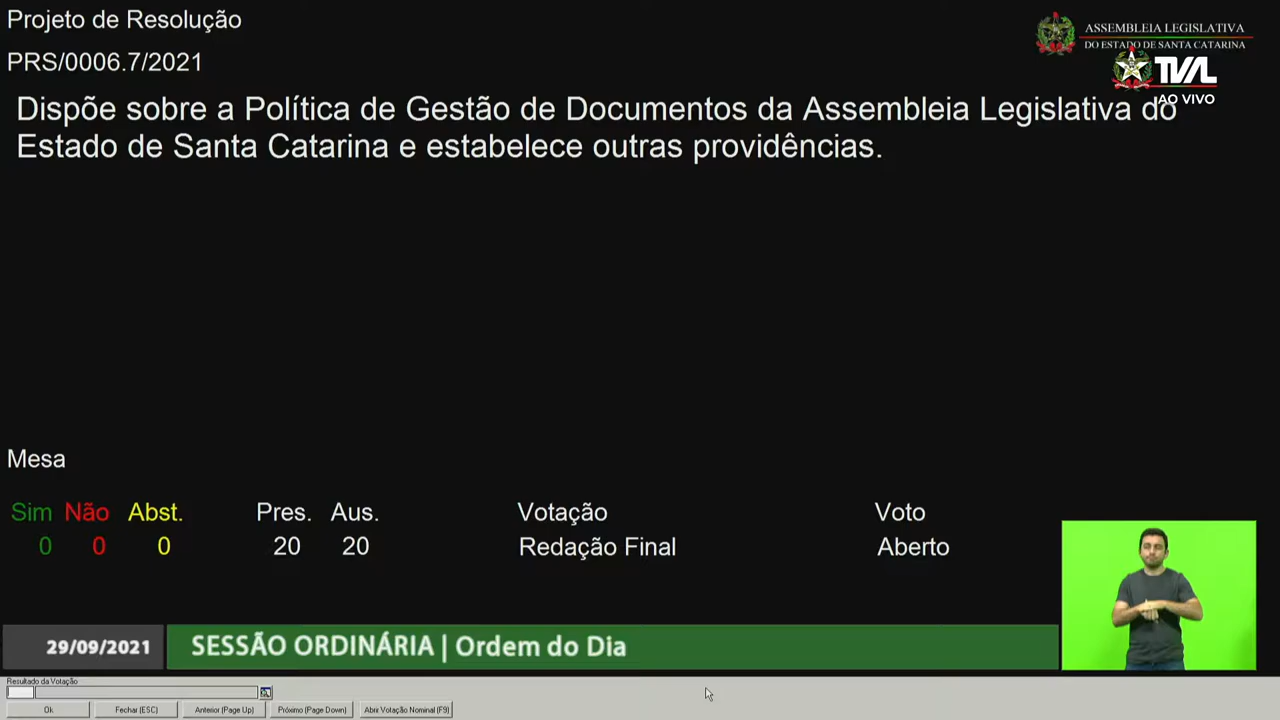 Projeto de Resolução
PRS/0006.7/2021
ASSEMBLEIA LEGISLATIVA
DO ESTADO DE SANTA CATARINA
TVAL
AO VIVO
Dispõe sobre a Política de Gestão de Documentos da Assembleia Legislativa do
Estado de Santa Catarina e estabelece outras providências.
Mesa
Sim Não Abst. Pres. Aus. Votação Voto
0 0 0 20 20 Redação Final Aberto
29/09/2021 SESSÃO ORDINÁRIA | Ordem do Dia
Resultado da Votação
Ok Fechar (ESC) Anterior (Page Up) Próximo (Page Down) Abrir Votação Nominal (F9)